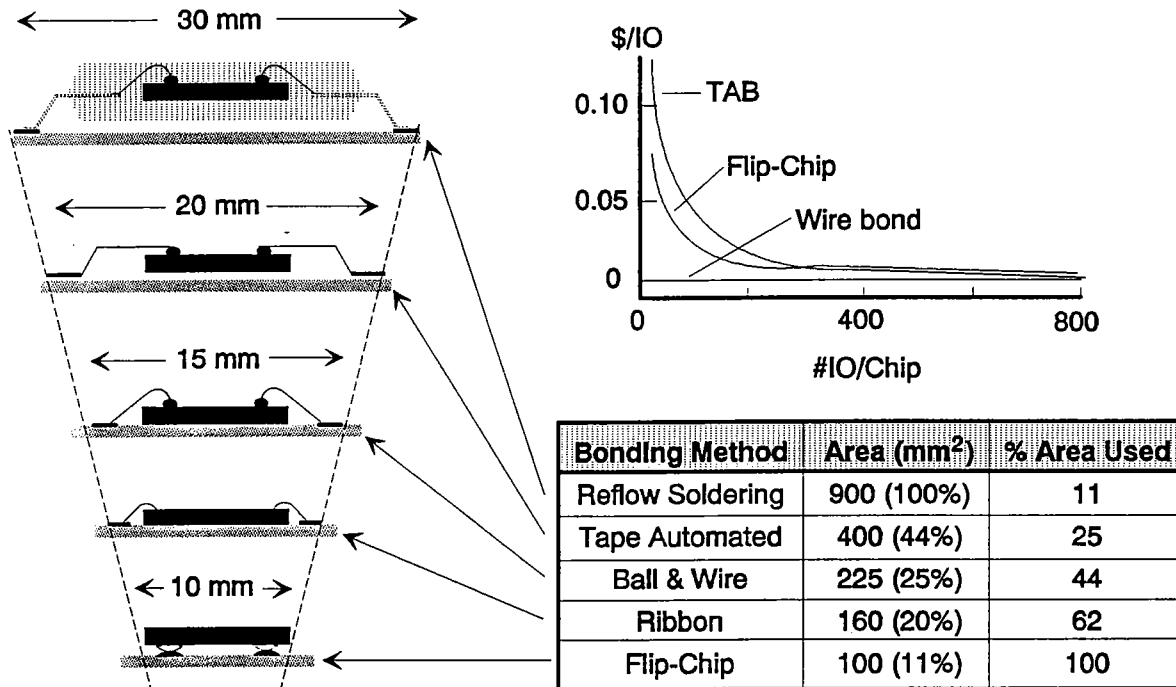 30 mm
20 mm
15 mm
10 mm
$/IO
0.10
TAB
Flip-Chip
0.05
Wire bond
0
0 400 800
#IO/Chip
Bonding Method Area (mm²) % Area Used
Reflow Soldering 900 (100%) 11
Tape Automated 400 (44%) 25
Ball & Wire 225 (25%) 44
Ribbon 160 (20%) 62
Flip-Chip 100 (11%) 100